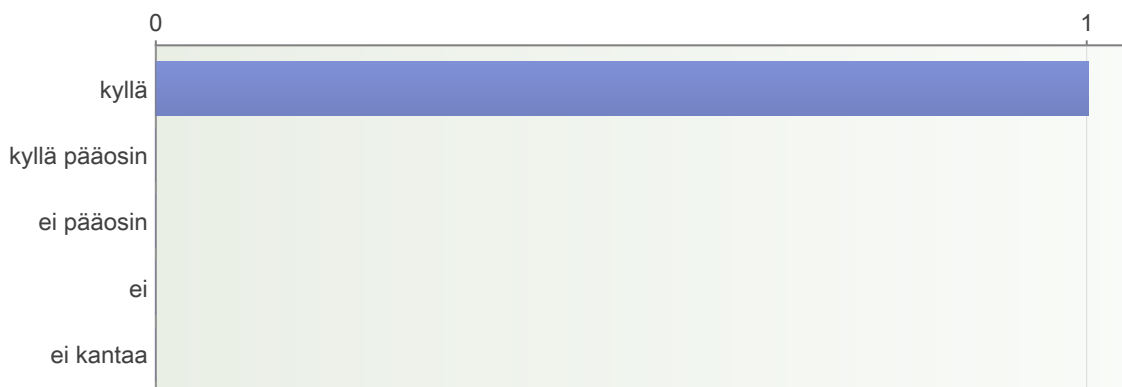 0 1
kyllä
kyllä pääosin
ei pääosin
ei
ei kantaa